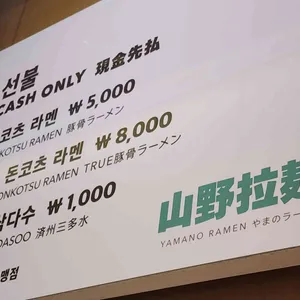 선불
CASH ONLY 現金先払
코츠 라멘 ₩5,000
KOTSU RAMEN 豚骨ラーメン
돈코츠 라멘 ₩8,000
ONKOTSU RAMEN TRUE豚骨ラーメン
다수 ₩1,000
DASOO 済州三多水
山野拉麺
YAMANO RAMEN やまのラー
맹점